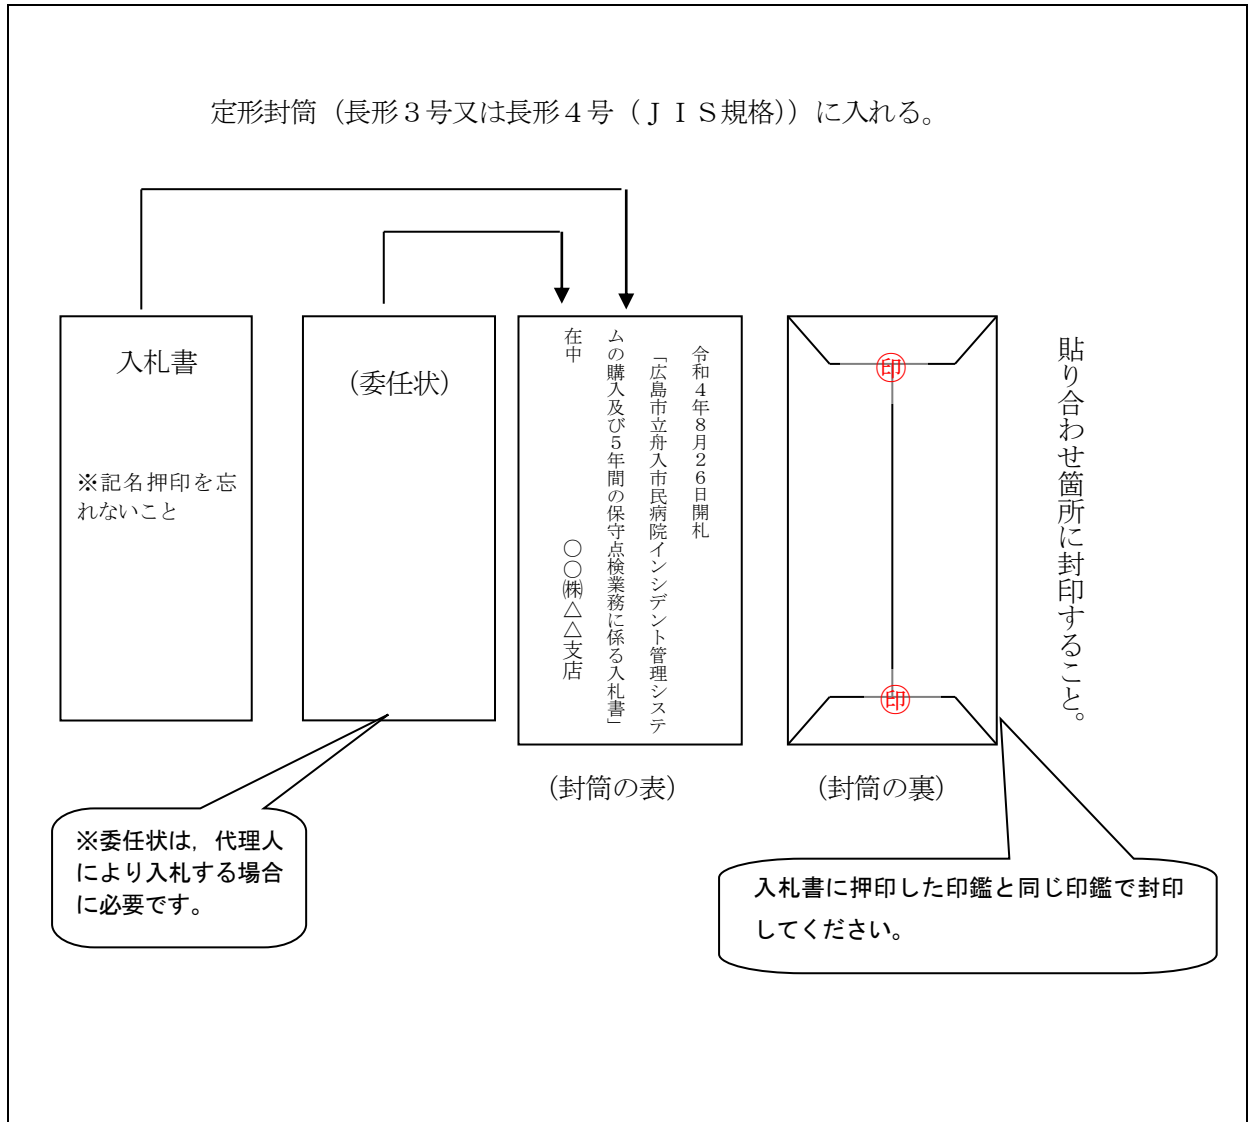 定形封筒（長形３号又は長形４号（ＪＩＳ規格））に入れる。
入札書
※記名押印を忘
れないこと
（委任状）
令和４年８月２６日開札
「広島市立舟入市民病院インシデント管理システ
ムの購入及び５年間の保守点検業務に係る入札書」
在中
〇〇㈱△△支店
印
印
貼り合わせ箇所に封印すること。
（封筒の表）
（封筒の裏）
※委任状は，代理人
により入札する場合
に必要です。
入札書に押印した印鑑と同じ印鑑で封印
してください。